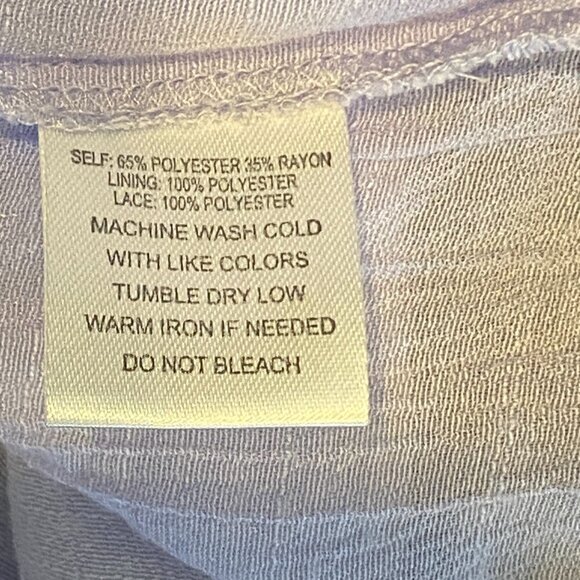 SELF: 65% POLYESTER 35% RAYON
LINING: 100% POLYESTER
LACE: 100% POLYESTER
MACHINE WASH COLD
WITH LIKE COLORS
TUMBLE DRY LOW
WARM IRON IF NEEDED
DO NOT BLEACH